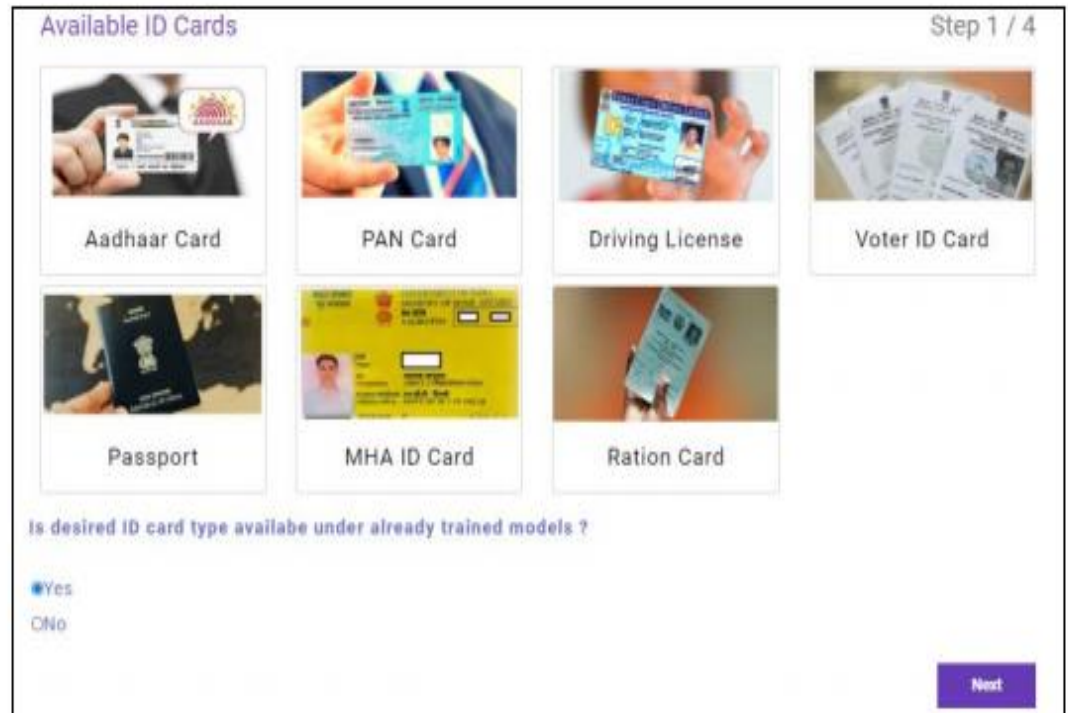 Available ID Cards
Step 1 / 4
AADHAAR
Aadhaar Card
PAN Card
Driving License
Voter ID Card
Passport
MHA ID Card
Ration Card
Is desired ID card type availabe under already trained models ?
Yes
No
Next